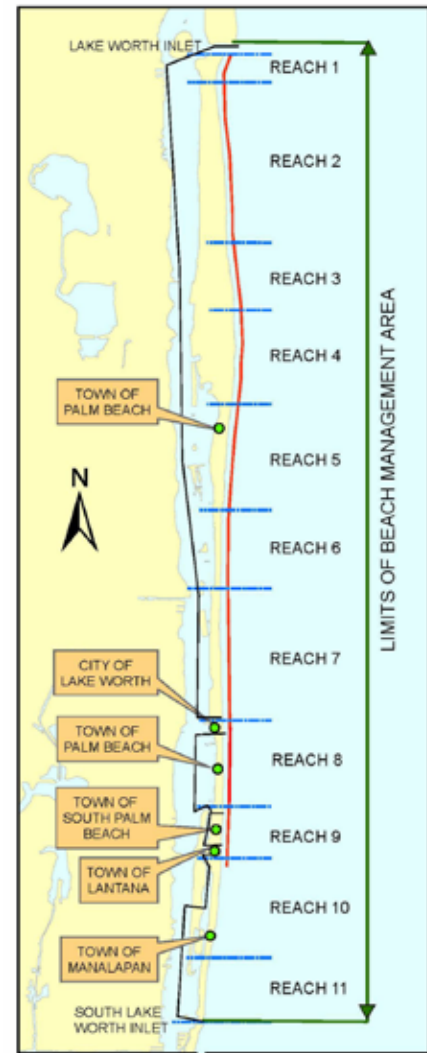 LAKE WORTH INLET
REACH 1
REACH 2
REACH 3
REACH 4
TOWN OF
PALM BEACH
REACH 5
N
REACH 6
LIMITS OF BEACH MANAGEMENT AREA
REACH 7
CITY OF
LAKE WORTH
TOWN OF
PALM BEACH
REACH 8
TOWN OF
SOUTH PALM
BEACH
REACH 9
TOWN OF
LANTANA
REACH 10
TOWN OF
MANALAPAN
REACH 11
SOUTH LAKE
WORTH INLET